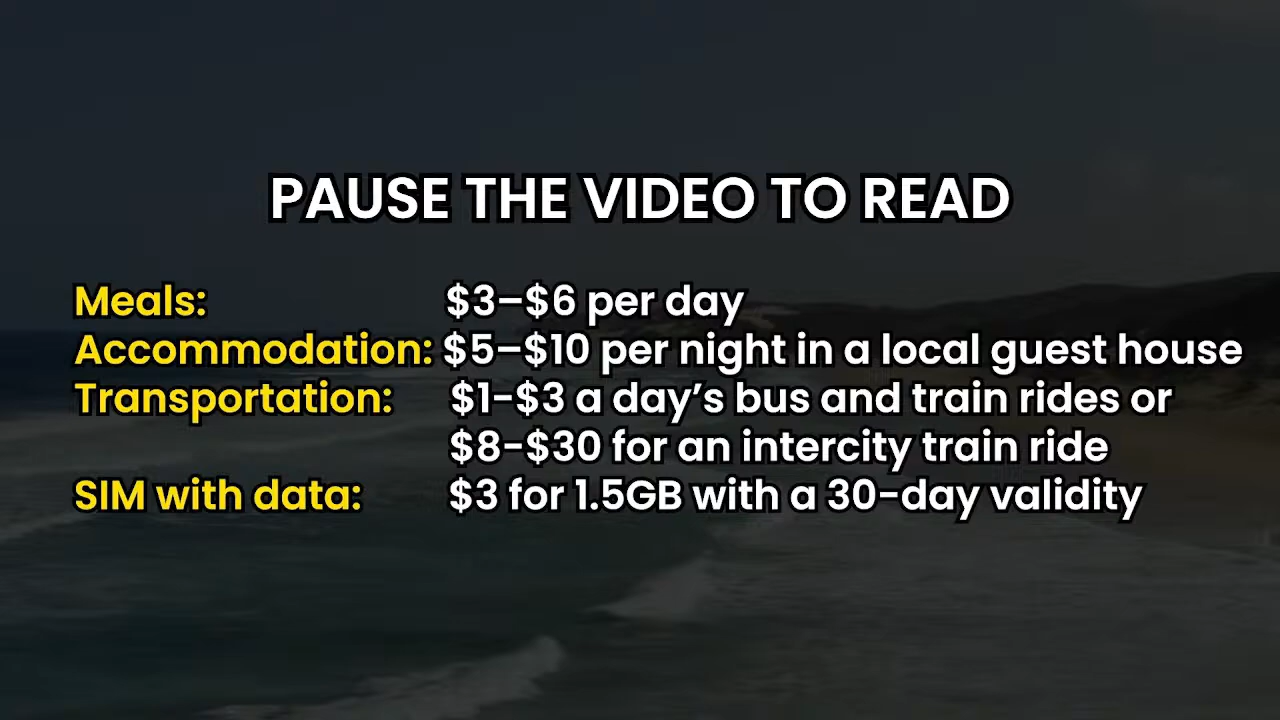 PAUSE THE VIDEO TO READ
Meals: $3–$6 per day
Accommodation: $5–$10 per night in a local guest house
Transportation: $1-$3 a day’s bus and train rides or
$8-$30 for an intercity train ride
SIM with data: $3 for 1.5GB with a 30-day validity